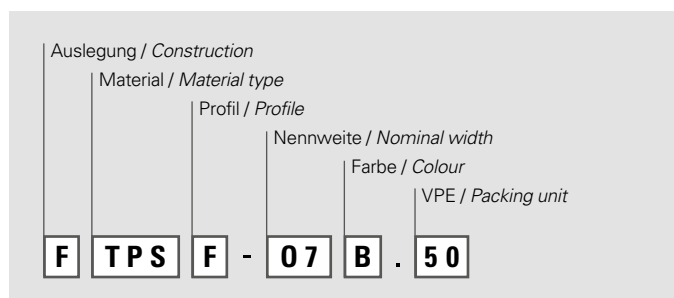 Auslegung / Construction
Material / Material type
Profil / Profile
Nennweite / Nominal width
Farbe / Colour
VPE / Packing unit
F TPS F - 07 B . 50